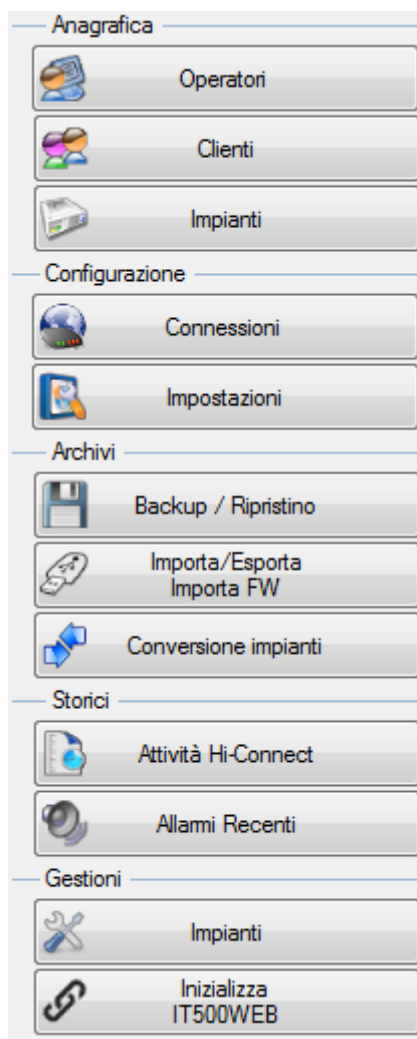 Anagrafica
Operatori
Clienti
Impianti
Configurazione
Connessioni
Impostazioni
Archivi
Backup / Ripristino
Importa/Esporta
Importa FW
Conversione impianti
Storici
Attività Hi-Connect
Allarmi Recenti
Gestioni
Impianti
Inizializza
IT500WEB